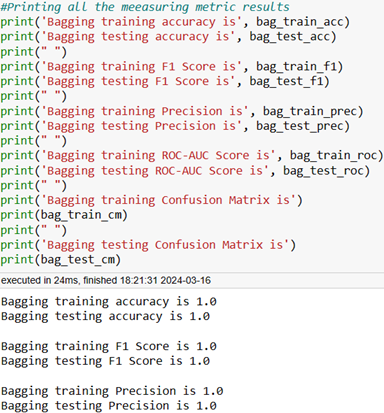 #Printing all the meeasuring metric results
print('Bagging training accuracy is', bag_train_acc)
print('Bagging testing accuracy is', bag_test_acc)
print(" ")
print('Bagging training F1 Score is', bag_train_f1)
print('Bagging testing F1 Score is', bag_test_f1)
print(" ")
print('Bagging training Precision is', bag_train_prec)
print('Bagging testing Precision is', bag_test_prec)
print(" ")
print('Bagging training ROC-AUC Score is', bag_train_roc)
print('Bagging testing ROC-AUC Score is', bag_test_roc)
print(" ")
print('Bagging training Confusion Matrix is')
print(bag_train_cm)
print(" ")
print('Bagging testing Confusion Matrix is')
print(bag_test_cm)
executed in 24ms, finished 18:21:31 2024-03-16
Bagging training accuracy is 1.0
Bagging testing accuracy is 1.0
Bagging training F1 Score is 1.0
Bagging testing F1 Score is 1.0
Bagging training Precision is 1.0
Bagging testing Precision is 1.0